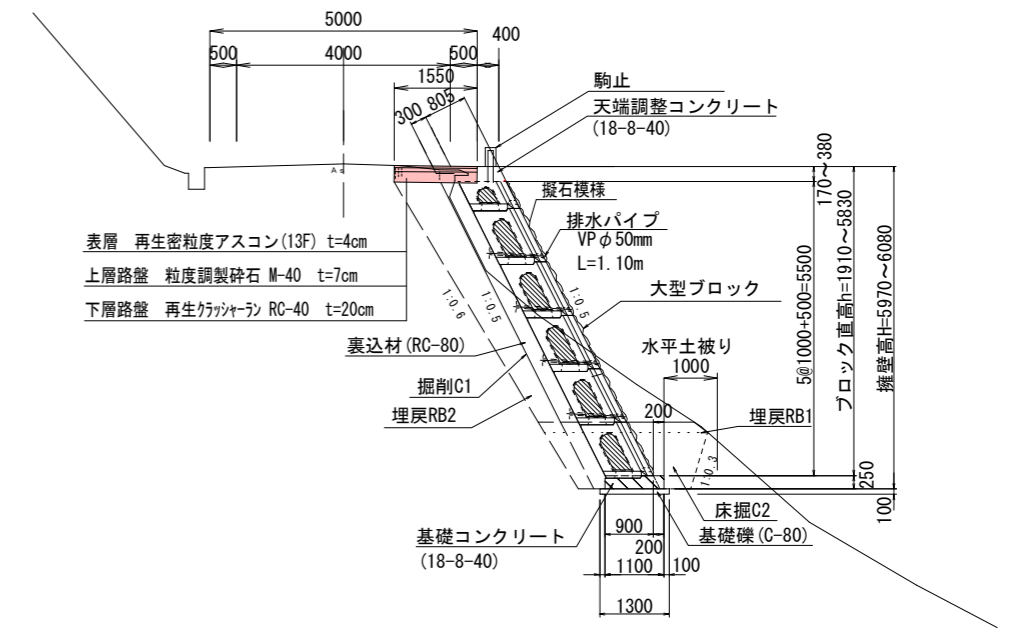 5000
500
4000
500
400
1550
300
805
駒止
天端調整コンクリート
(18-8-40)
170～380
As
擬石模様
排水パイプ
VPφ50mm
L=1.10m
表層　再生密粒度アスコン(13F)　t=4cm
上層路盤　粒度調製砕石 M-40　t=7cm
下層路盤　再生クラッシャーラン RC-40　t=20cm
1:0.6
1:0.5
1:0.5
大型ブロック
5@1000+500=5500
ブロック直高h=1910～5830
擁壁高H=5970～6080
裏込材(RC-80)
水平土被り
1000
掘削C1
埋戻RB2
200
埋戻RB1
1:0.3
250
100
床掘C2
基礎コンクリート
(18-8-40)
900
200
基礎礫(C-80)
1100
100
1300